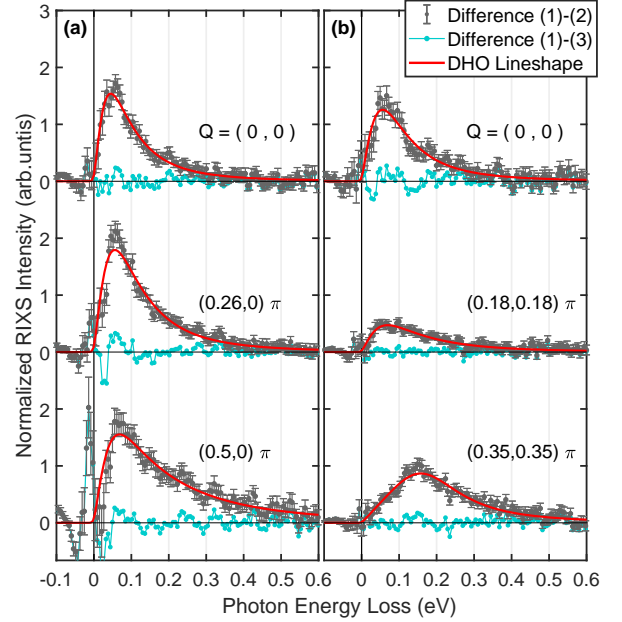 (a)
(b)
Difference (1)-(2)
Difference (1)-(3)
DHO Lineshape
Normalized RIXS Intensity (arb.untis)
3
2
1
0
2
1
0
2
1
0
Q = ( 0 , 0 )
Q = ( 0 , 0 )
(0.26,0) π
(0.18,0.18) π
(0.5,0) π
(0.35,0.35) π
-0.1 0 0.1 0.2 0.3 0.4 0.5 0.6
0 0.1 0.2 0.3 0.4 0.5 0.6
Photon Energy Loss (eV)